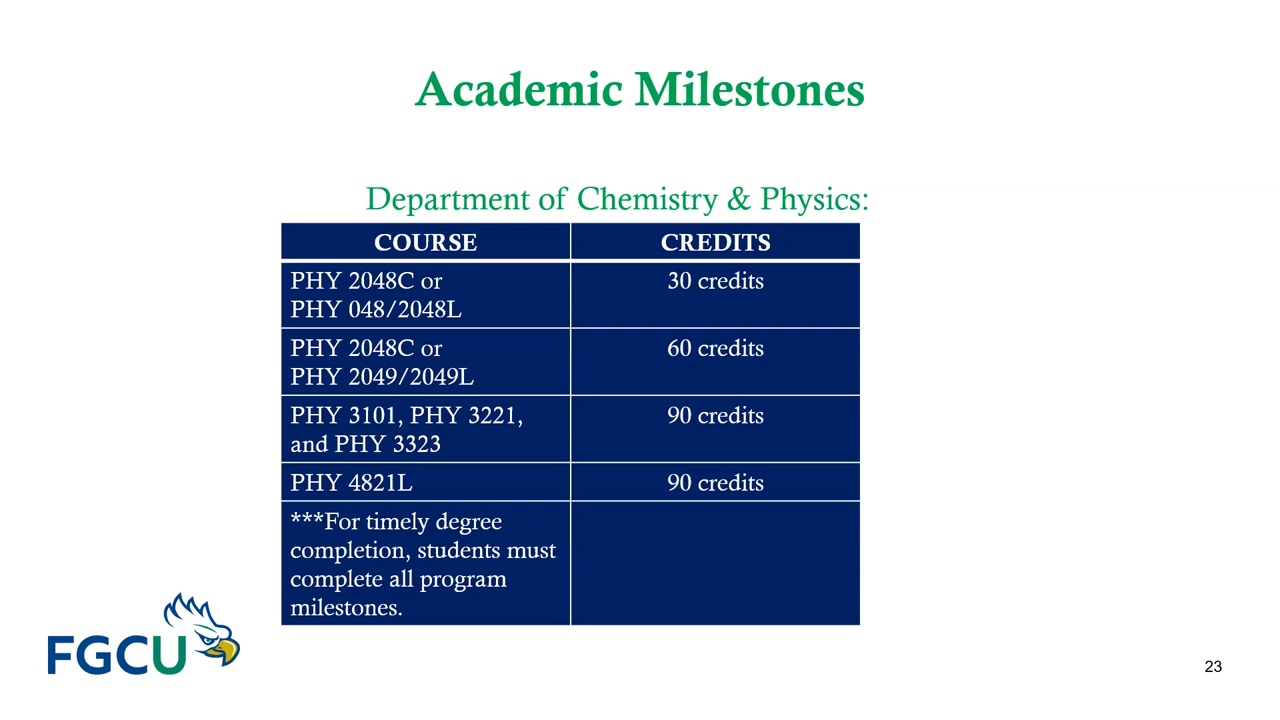 Academic Milestones
Department of Chemistry & Physics:
COURSE CREDITS
PHY 2048C or 30 credits
PHY 048/2048L
PHY 2048C or 60 credits
PHY 2049/2049L
PHY 3101, PHY 3221, 90 credits
and PHY 3323
PHY 4821L 90 credits
***For timely degree
completion, students must
complete all program
milestones.
FGCU
23